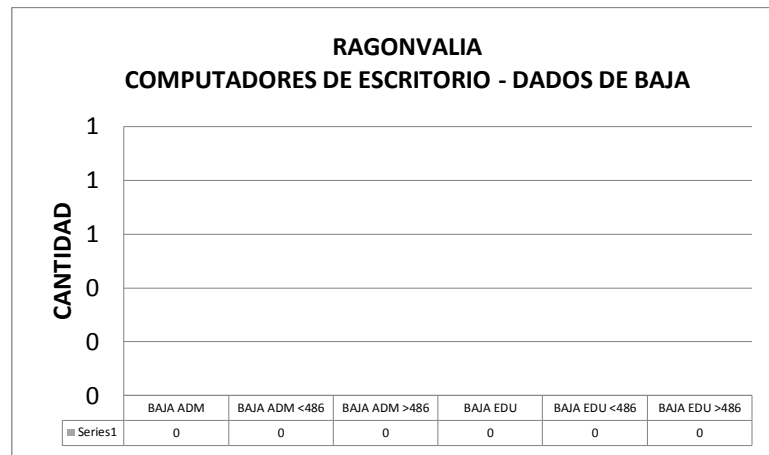 RAGONVALIA
COMPUTADORES DE ESCRITORIO - DADOS DE BAJA
CANTIDAD
1
1
1
0
0
0
BAJA ADM BAJA ADM <486 BAJA ADM >486 BAJA EDU BAJA EDU <486 BAJA EDU >486
Series1 0 0 0 0 0 0